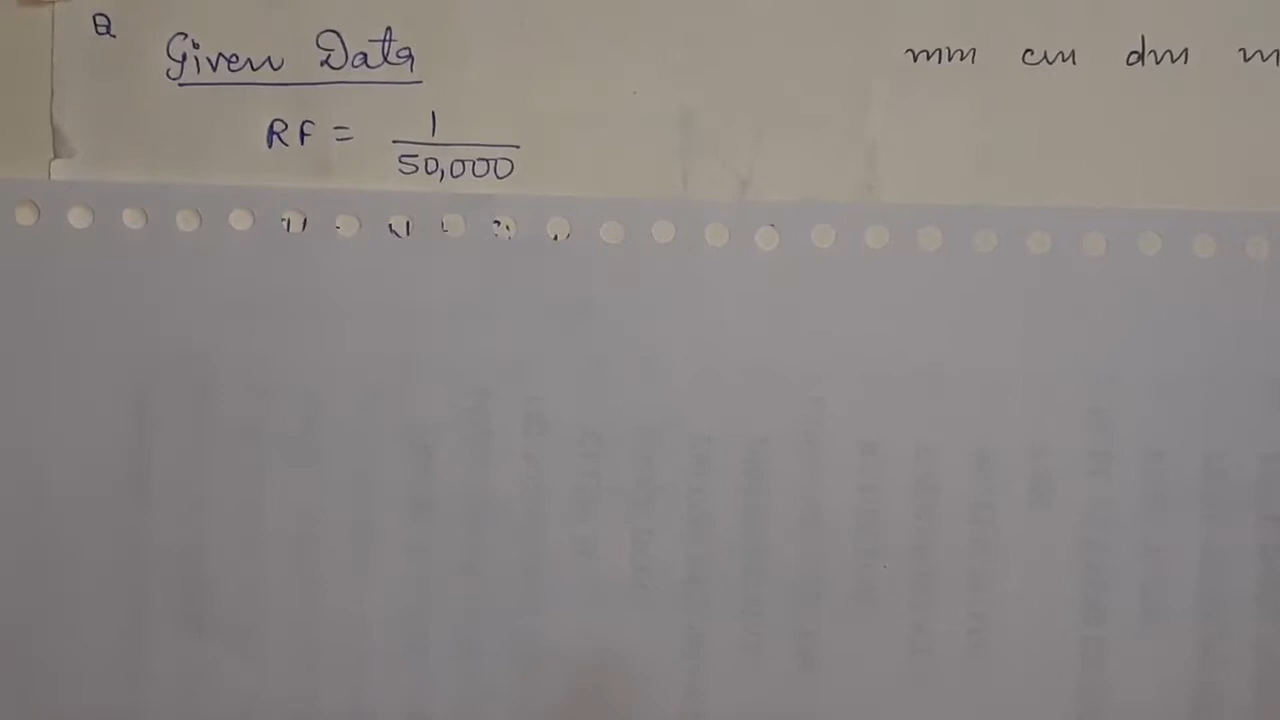 Q
Given Data
mm cm dm m
RF = 1/50,000